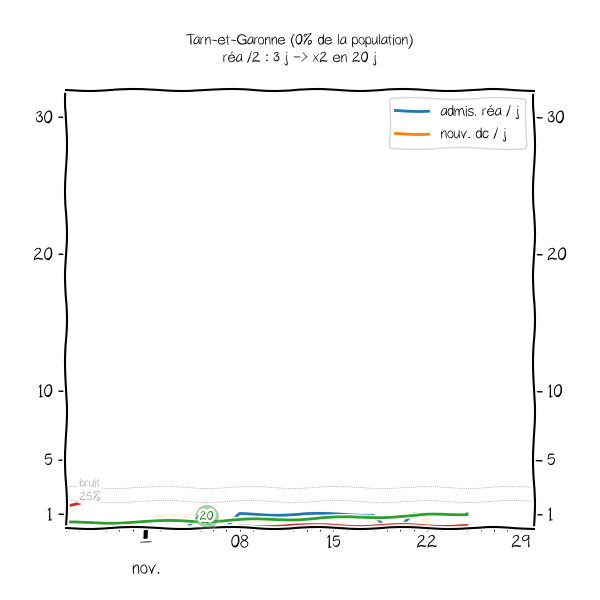 Tarn-et-Garonne (0% de la population)
réa /2 : 3 j -> x2 en 20 j
admis. réa / j
nouv. dc / j
30 30
20 20
10 10
5 5
bruit
25%
1 20 1
1 08 15 22 29
nov.